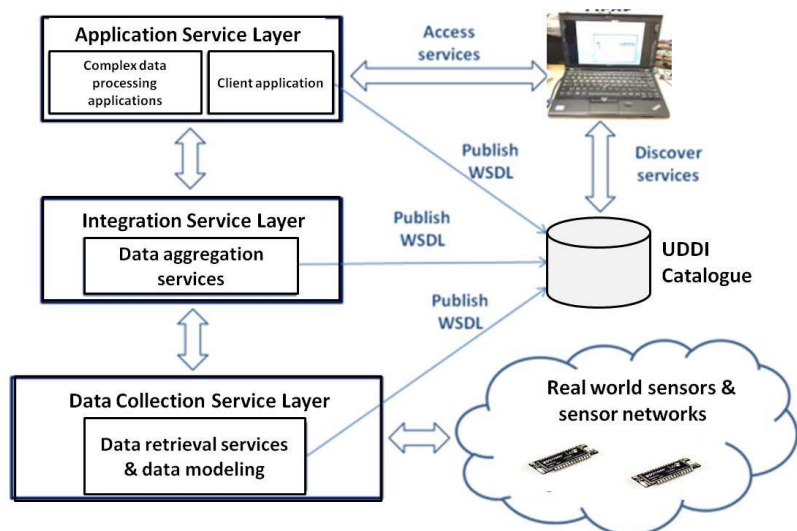 Application Service Layer
Complex data
processing
applications
Client application
Access
services
Publish
WSDL
Discover
services
Integration Service Layer
Data aggregation
services
Publish
WSDL
UDDI
Catalogue
Publish
WSDL
Data Collection Service Layer
Data retrieval services
& data modeling
Real world sensors &
sensor networks